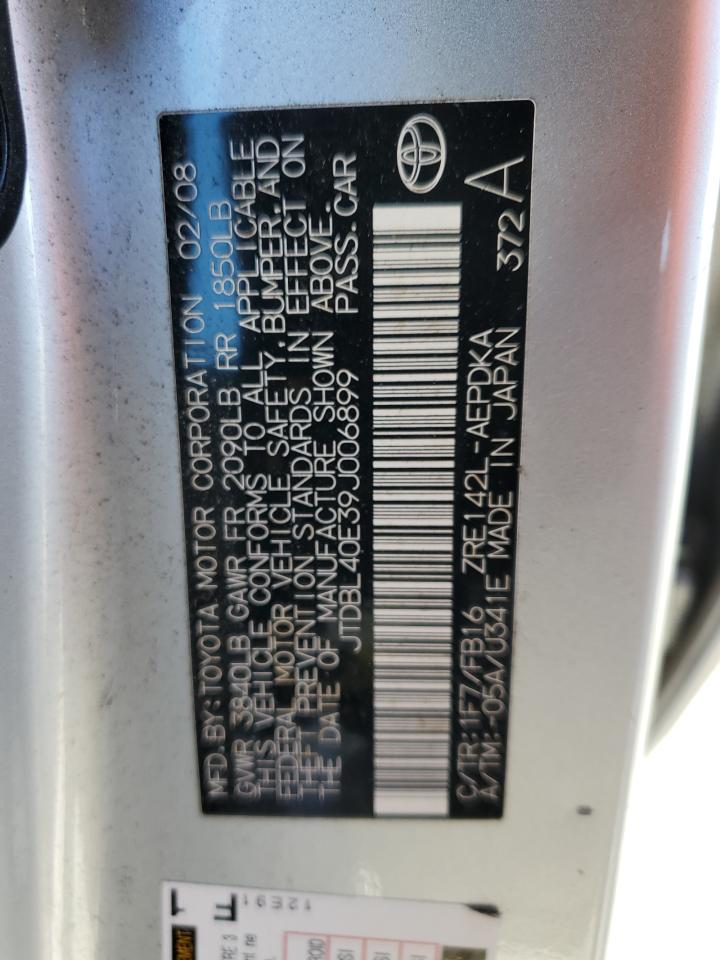 MFD. BY: TOYOTA MOTOR CORPORATION 02/08
GVWR 3840LB GAWR FR 2090LB RR 1850LB
THIS VEHICLE CONFORMS TO ALL APPLICABLE
FEDERAL MOTOR VEHICLE SAFETY, BUMPER, AND
THEFT PREVENTION STANDARDS IN EFFECT ON
THE DATE OF MANUFACTURE SHOWN ABOVE.
JTDBL40E39J006899 PASS. CAR
C/TR: 1F7/FB16 ZRE142L-AEPDKA 372 A
A/TM: -05A/U341E MADE IN JAPAN
12E91